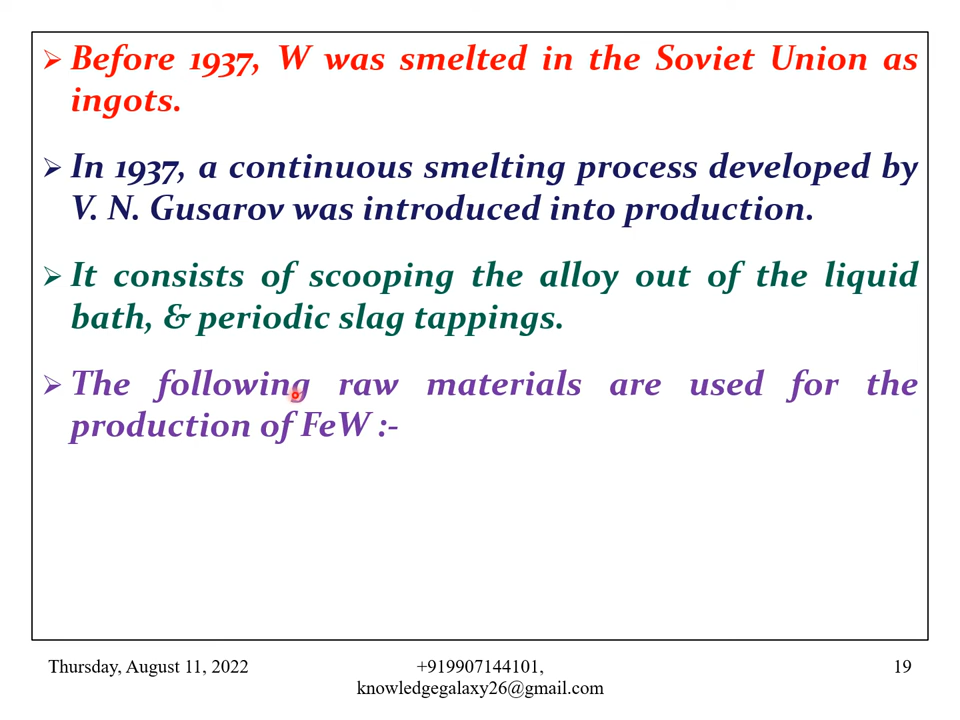 Before 1937, W was smelted in the Soviet Union as
ingots.
In 1937, a continuous smelting process developed by
V. N. Gusarov was introduced into production.
It consists of scooping the alloy out of the liquid
bath, & periodic slag tappings.
The following raw materials are used for the
production of FeW :-
Thursday, August 11, 2022
+919907144101,
knowledgegalaxy26@gmail.com
19